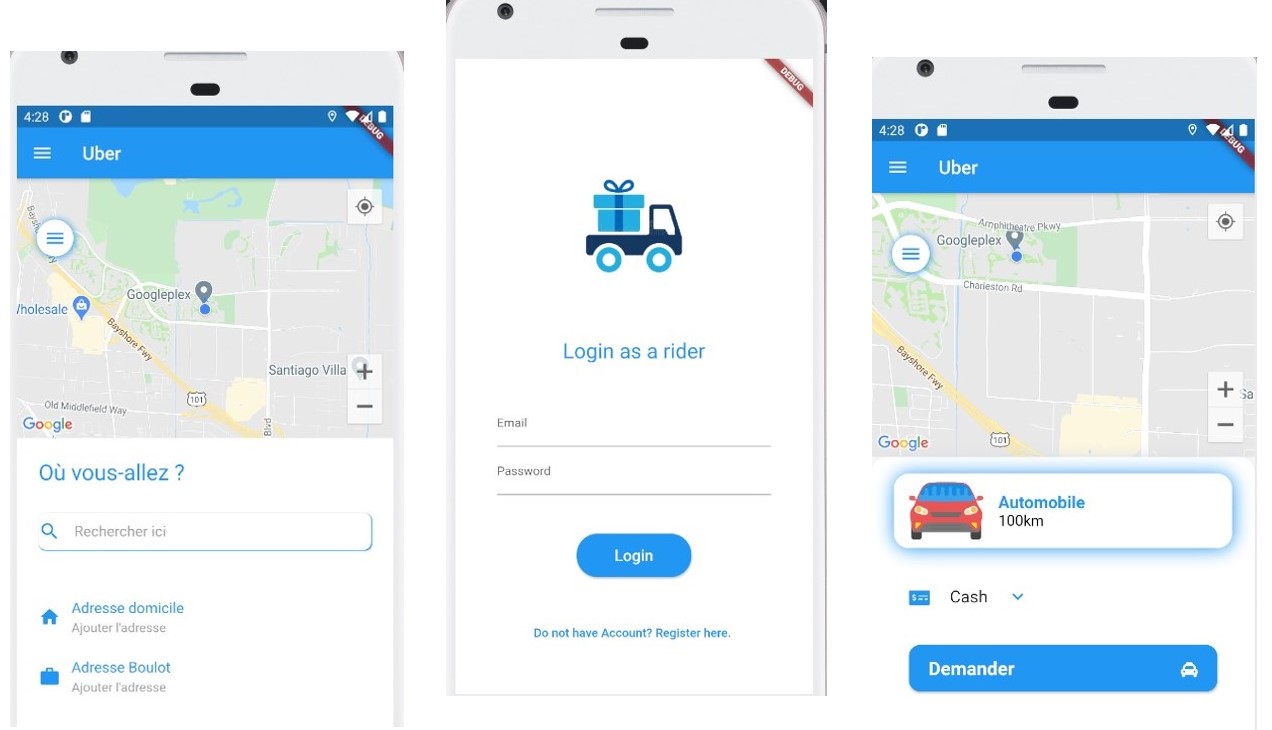 4:28
DEBUG
Uber
Bayshore
Googleplex
Wholesale
Bayshore Fwy
Santiago Villa
+
101
Old Middlefield Way
Blvd
−
Google
Où vous-allez ?
Rechercher ici
Adresse domicile
Ajouter l'adresse
Adresse Boulot
Ajouter l'adresse
DEBUG
Login as a rider
Email
Password
Login
Do not have Account? Register here.
4:28
DEBUG
Uber
Amphitheatre Pkwy
Googleplex
Charleston Rd
Bayshore Fwy
+
Sa
−
Google
101
Automobile
100km
Cash
Demander